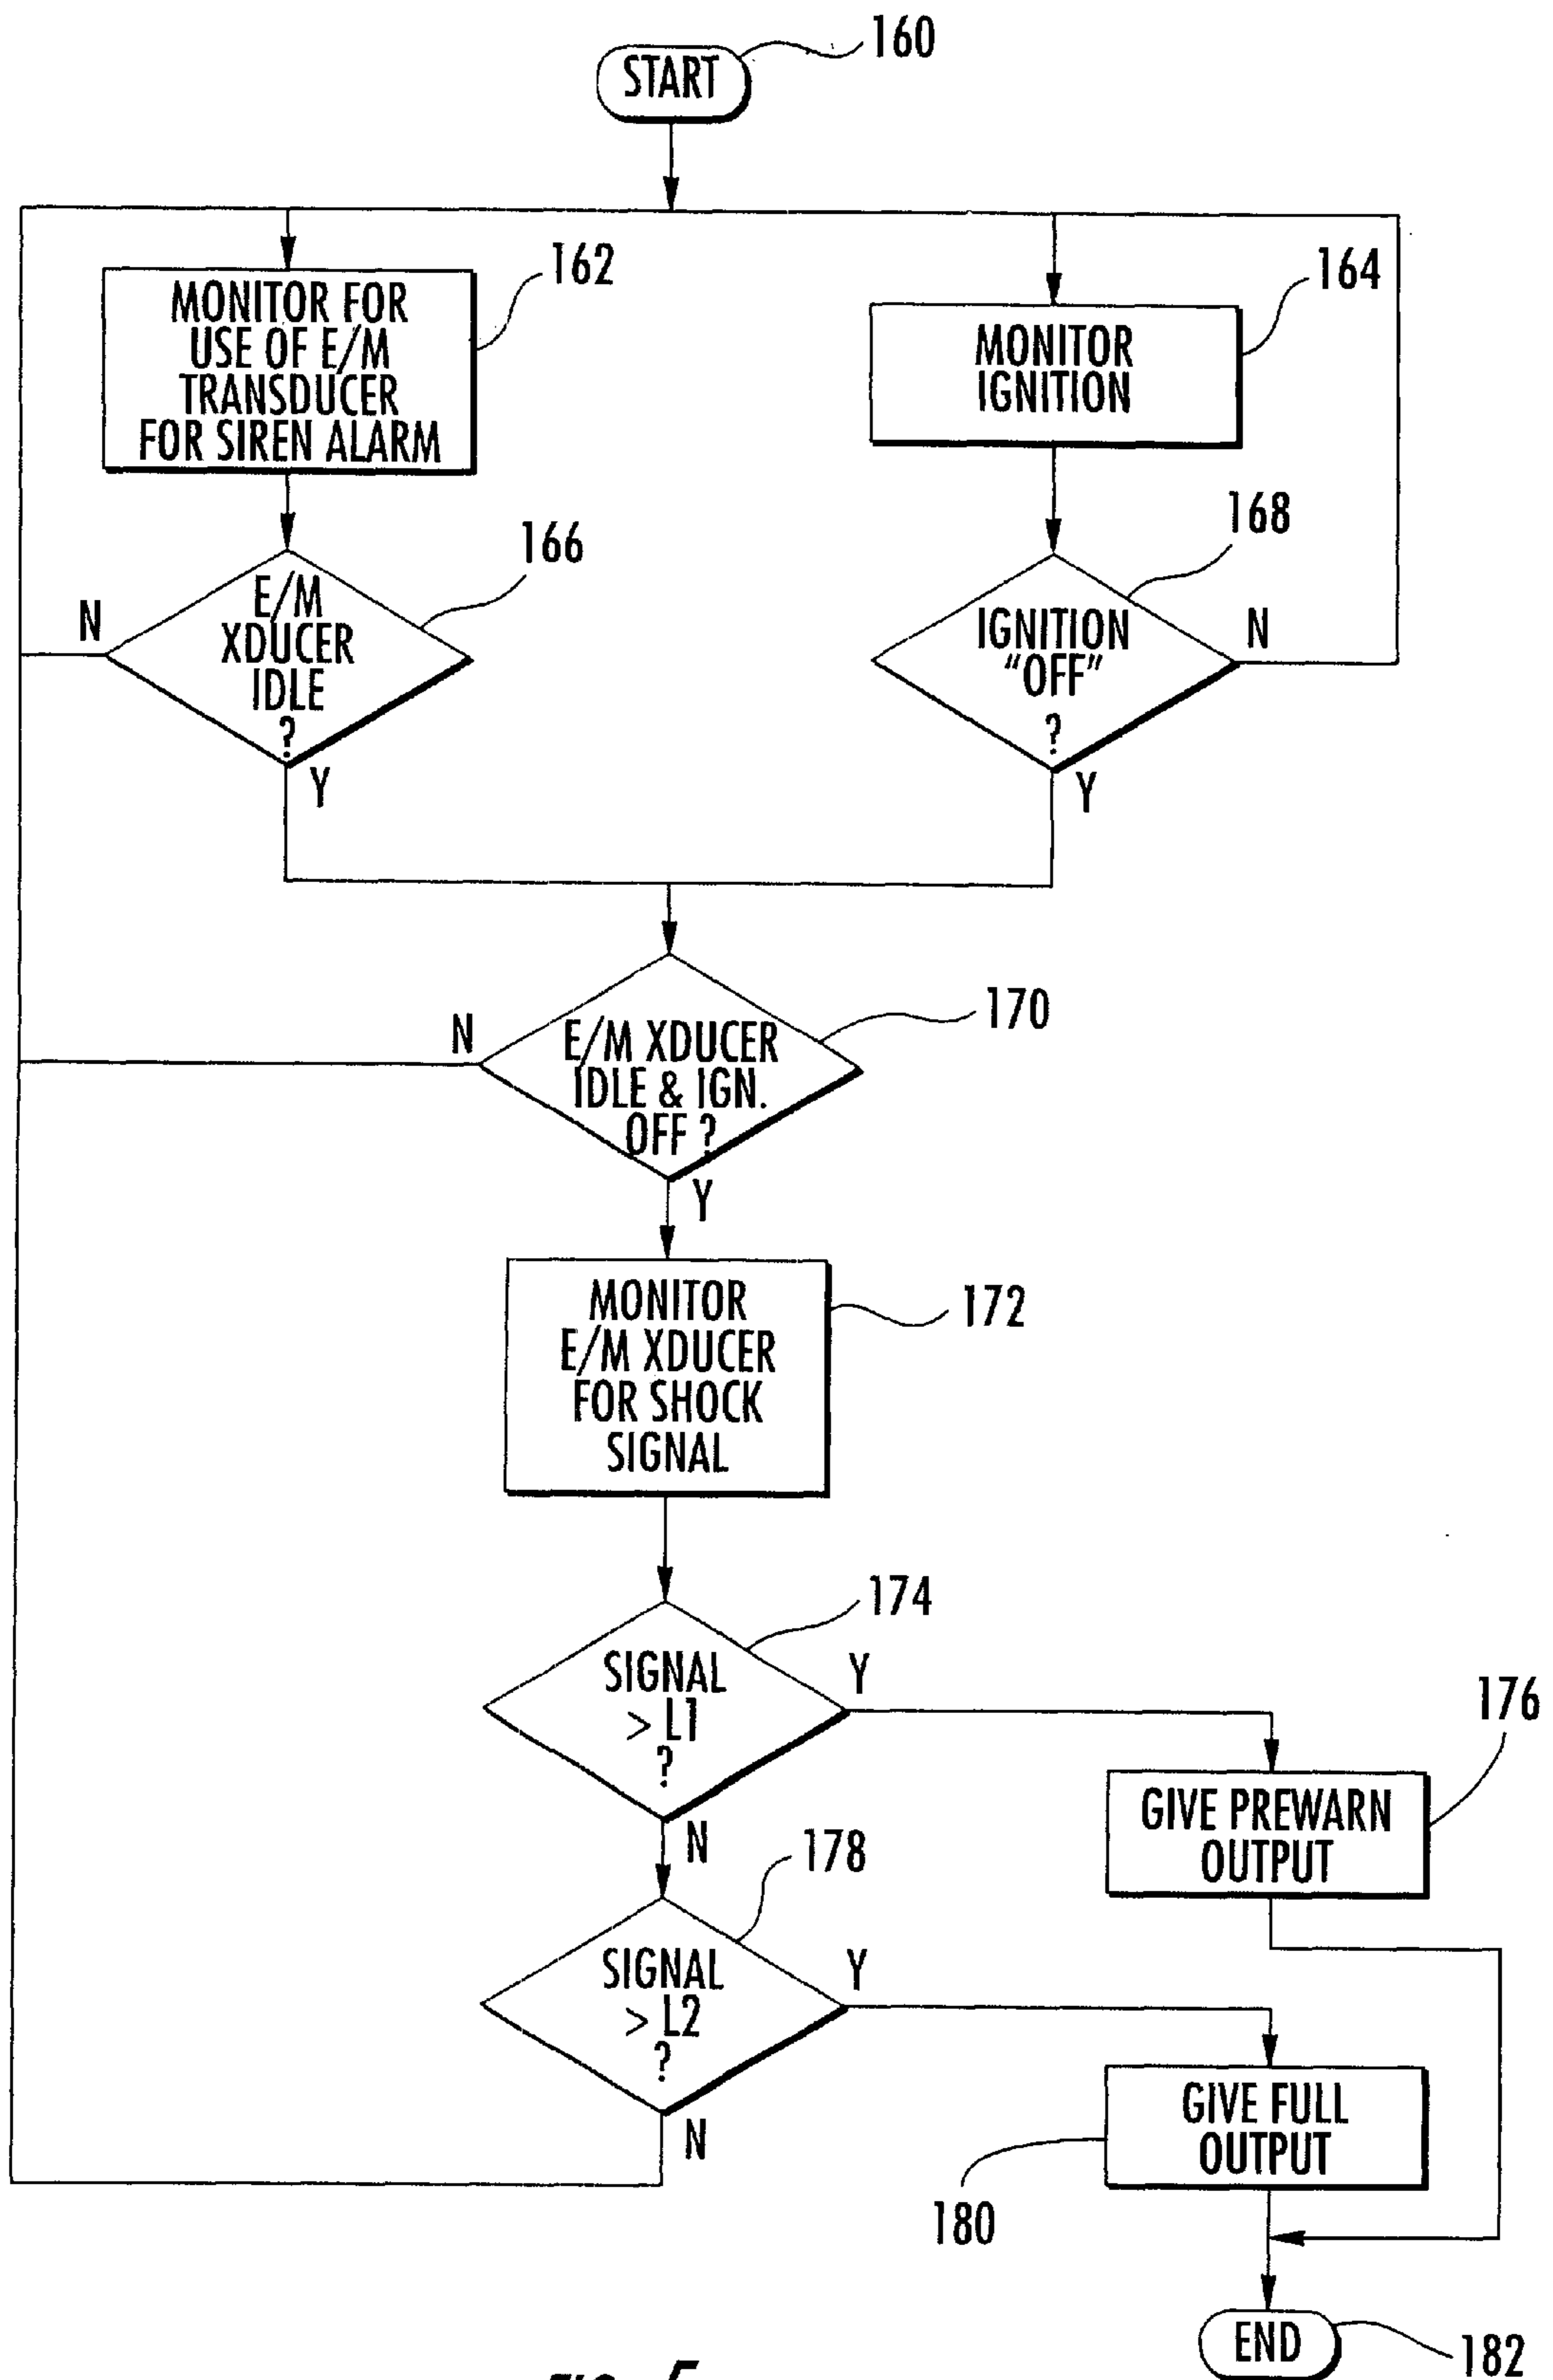 START
160
MONITOR FOR
USE OF E/M
TRANSDUCER
FOR SIREN ALARM
162
MONITOR
IGNITION
164
E/M
XDUCER
IDLE
?
166
N
Y
IGNITION
"OFF"
?
168
N
Y
E/M XDUCER
IDLE & IGN.
OFF ?
170
N
Y
MONITOR
E/M XDUCER
FOR SHOCK
SIGNAL
172
SIGNAL
> L1
?
174
Y
N
GIVE PREWARN
OUTPUT
176
SIGNAL
> L2
?
178
Y
N
GIVE FULL
OUTPUT
180
END
182